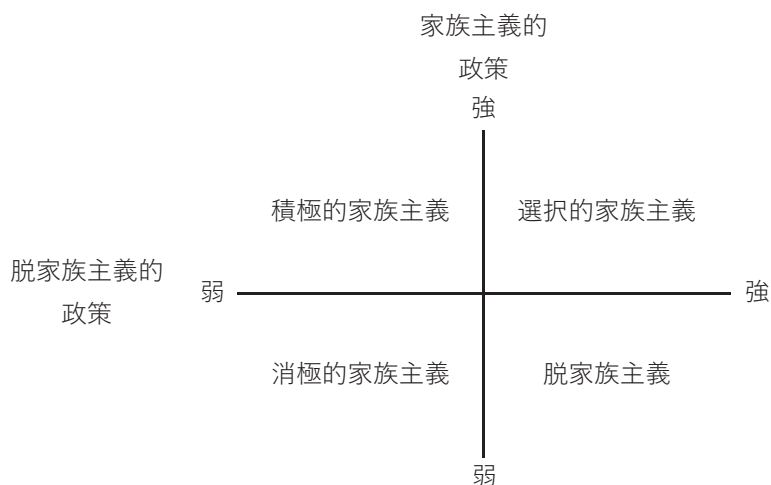 家族主義的
政策
強
積極的家族主義
選択的家族主義
脱家族主義的
政策
弱
強
消極的家族主義
脱家族主義
弱